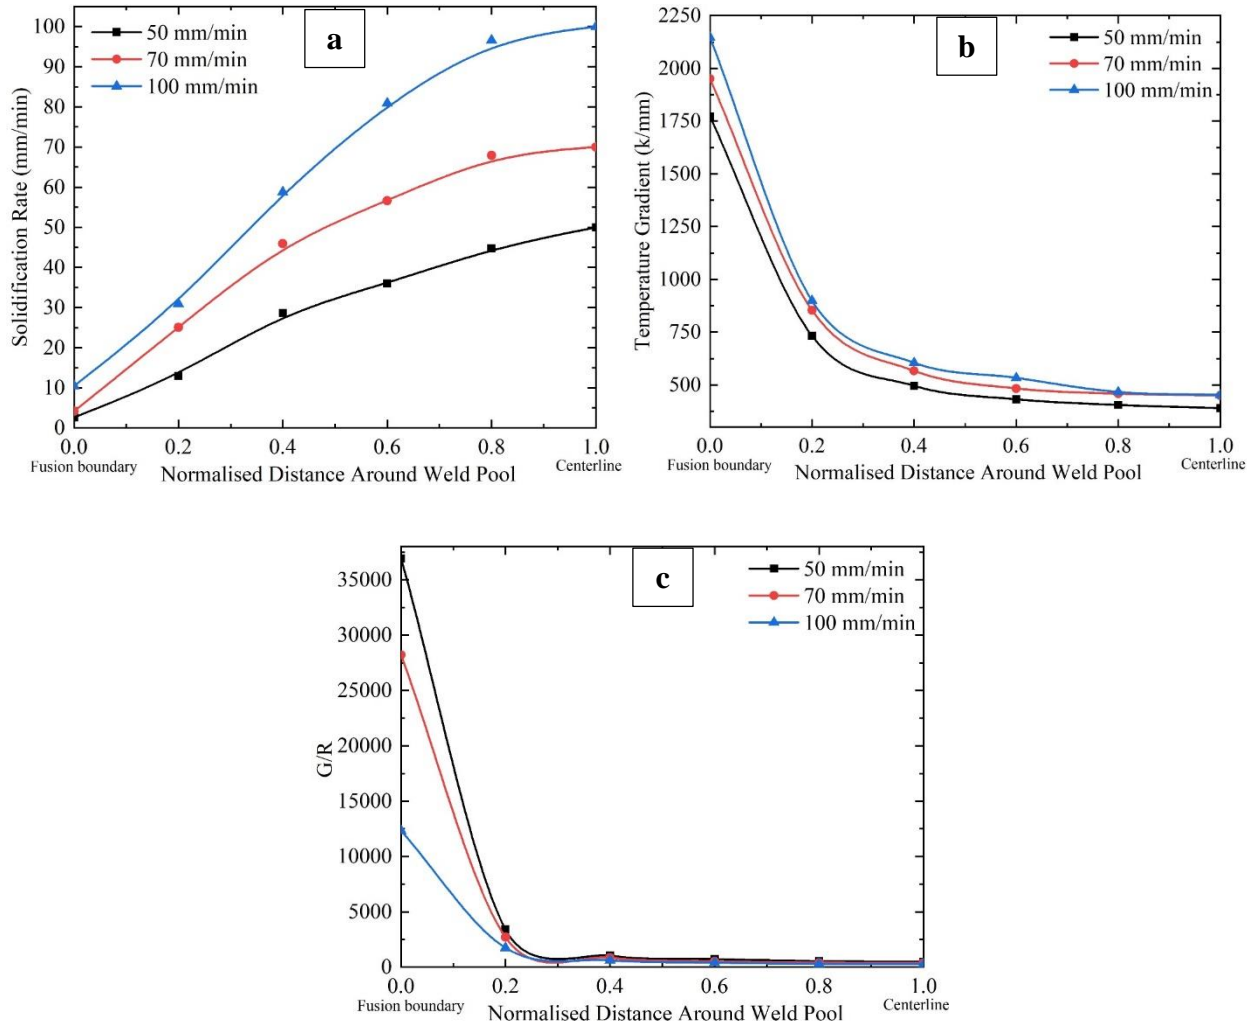 a
50 mm/min
70 mm/min
100 mm/min
100
90
80
70
60
50
40
30
20
10
0
Solidification Rate (mm/min)
0.0
0.2
0.4
0.6
0.8
1.0
Fusion boundary
Centerline
Normalised Distance Around Weld Pool
b
50 mm/min
70 mm/min
100 mm/min
2250
2000
1750
1500
1250
1000
750
500
Temperature Gradient (k/mm)
0.0
0.2
0.4
0.6
0.8
1.0
Fusion boundary
Centerline
Normalised Distance Around Weld Pool
c
50 mm/min
70 mm/min
100 mm/min
35000
30000
25000
20000
15000
10000
5000
0
G/R
0.0
0.2
0.4
0.6
0.8
1.0
Fusion boundary
Centerline
Normalised Distance Around Weld Pool